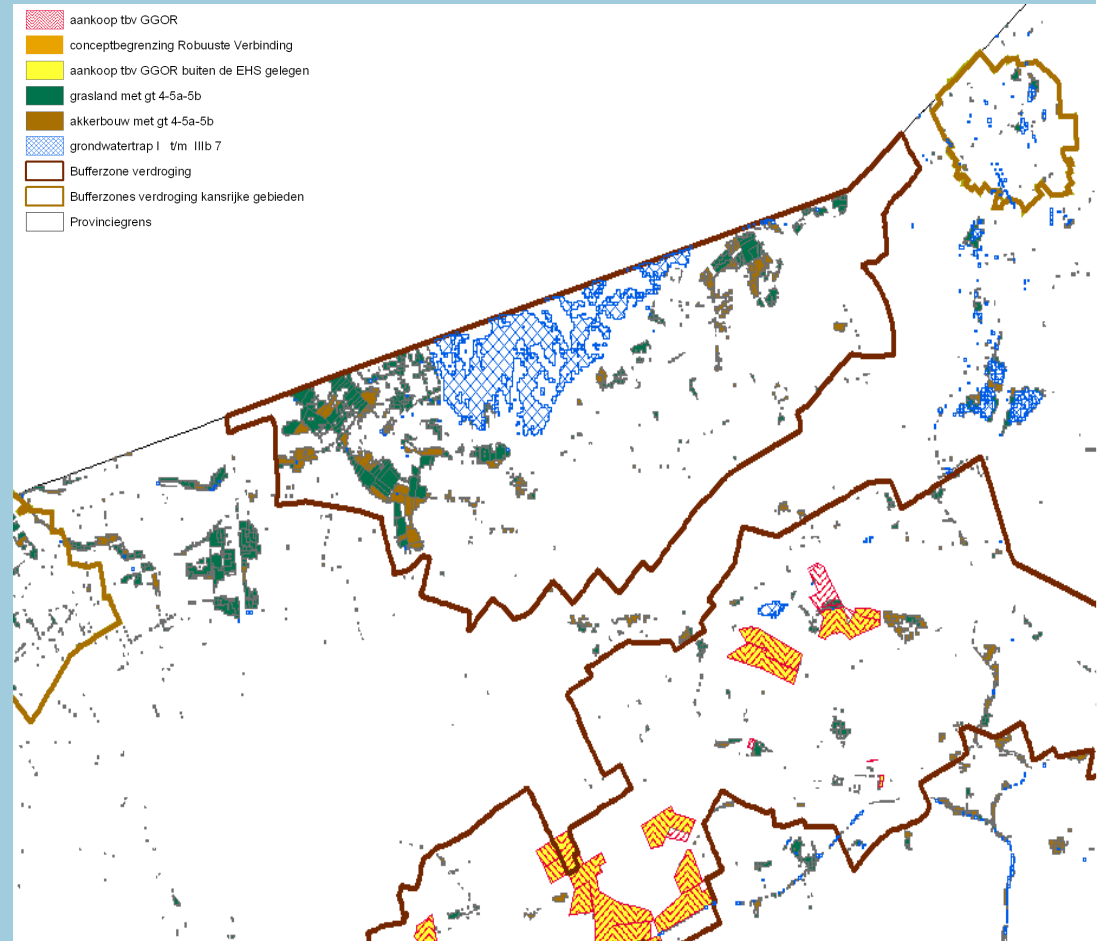 aankoop tbv GGOR
conceptbegrenzing Robuuste Verbinding
aankoop tbv GGOR buiten de EHS gelegen
grasland met gt 4-5a-5b
akkerbouw met gt 4-5a-5b
grondwatertrap I t/m IIIb 7
Bufferzone verdroging
Bufferzones verdroging kansrijke gebieden
Provinciegrens